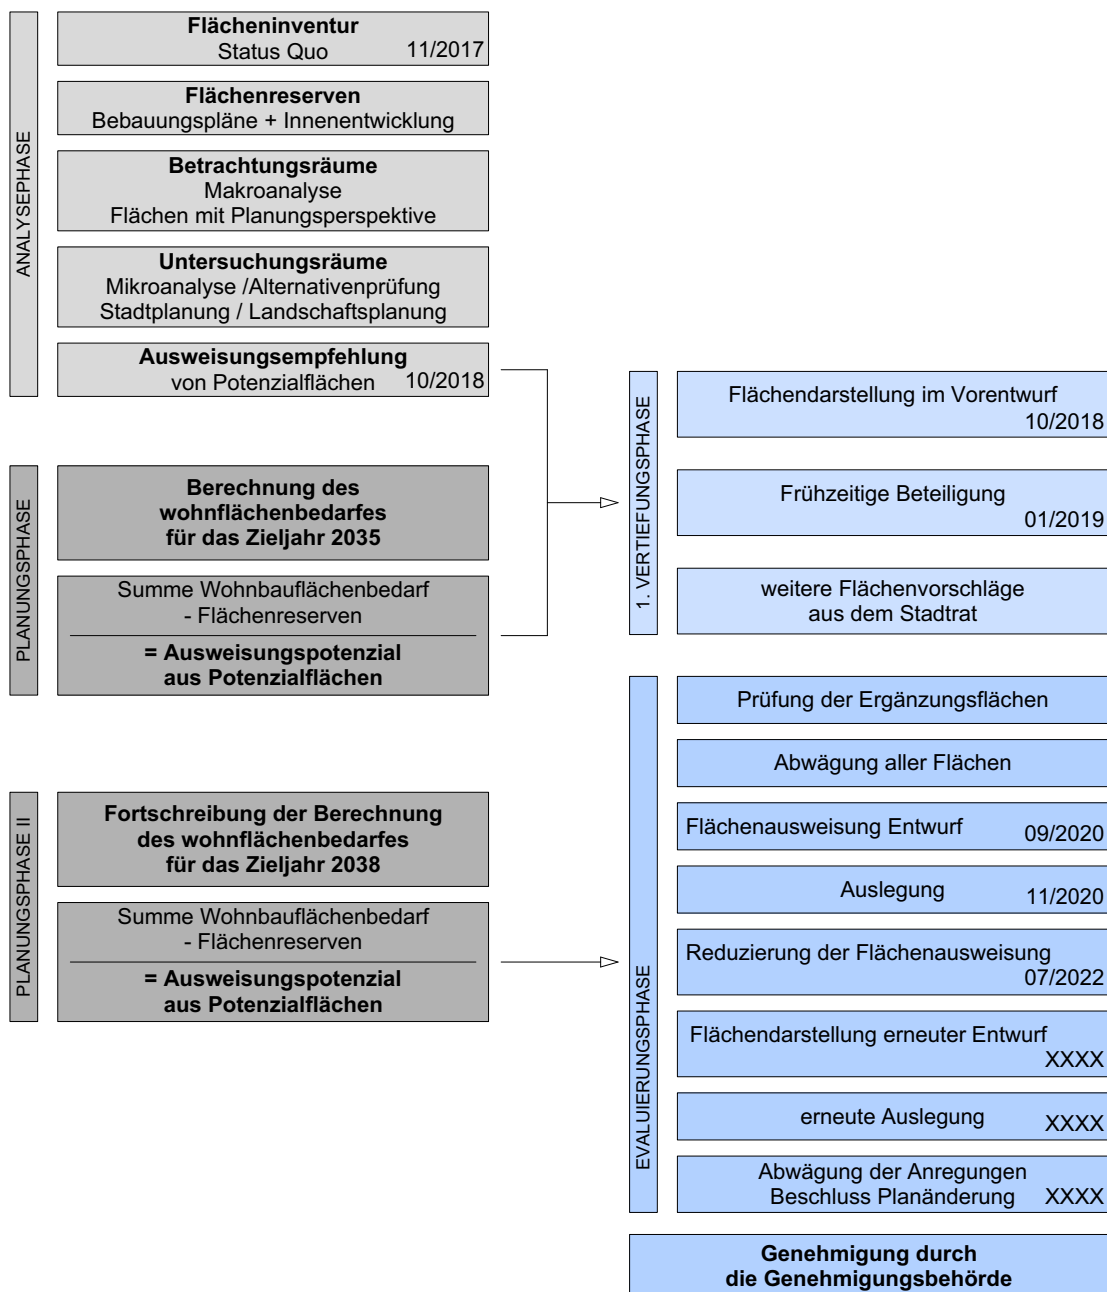 ANALYSEPHASE
Flächeninventur
Status Quo 11/2017
Flächenreserven
Bebauungspläne + Innenentwicklung
Betrachtungsräume
Makroanalyse
Flächen mit Planungsperspektive
Untersuchungsräume
Mikroanalyse /Alternativenprüfung
Stadtplanung / Landschaftsplanung
Ausweisungsempfehlung
von Potenzialflächen 10/2018
PLANUNGSPHASE
Berechnung des
wohnflächenbedarfes
für das Zieljahr 2035
Summe Wohnbauflächenbedarf
- Flächenreserven
= Ausweisungspotenzial
aus Potenzialflächen
PLANUNGSPHASE II
Fortschreibung der Berechnung
des wohnflächenbedarfes
für das Zieljahr 2038
Summe Wohnbauflächenbedarf
- Flächenreserven
= Ausweisungspotenzial
aus Potenzialflächen
1. VERTIEFUNGSPHASE
Flächendarstellung im Vorentwurf
10/2018
Frühzeitige Beteiligung
01/2019
weitere Flächenvorschläge
aus dem Stadtrat
EVALUIERUNGSPHASE
Prüfung der Ergänzungsflächen
Abwägung aller Flächen
Flächenausweisung Entwurf 09/2020
Auslegung 11/2020
Reduzierung der Flächenausweisung
07/2022
Flächendarstellung erneuter Entwurf
XXXX
erneute Auslegung XXXX
Abwägung der Anregungen
Beschluss Planänderung XXXX
Genehmigung durch
die Genehmigungsbehörde